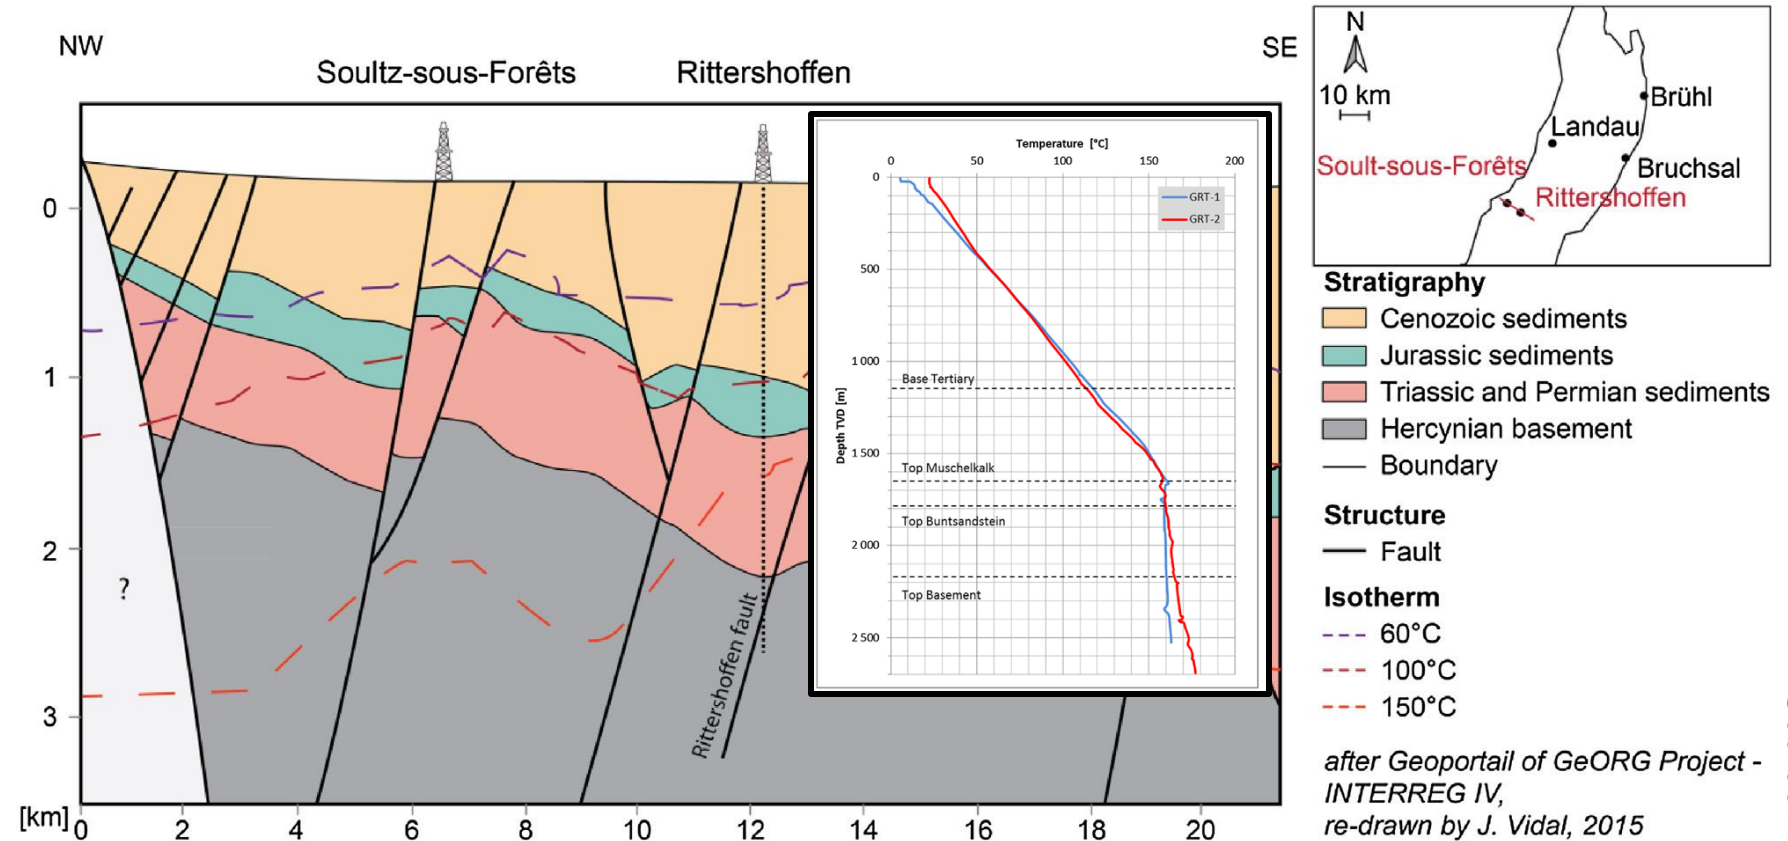 NW
Soultz-sous-Forêts
Rittershoffen
SE
0
1
2
3
[km]
0
2
4
6
8
10
12
14
16
18
20
?
Rittershoffen fault
Temperature [°C]
0
50
100
150
200
Depth TVD [m]
0
500
1 000
1 500
2 000
2 500
GRT-1
GRT-2
Base Tertiary
Top Muschelkalk
Top Buntsandstein
Top Basement
N
10 km
Brühl
Landau
Bruchsal
Soult-sous-Forêts
Rittershoffen
Stratigraphy
Cenozoic sediments
Jurassic sediments
Triassic and Permian sediments
Hercynian basement
Boundary
Structure
Fault
Isotherm
60°C
100°C
150°C
after Geoportail of GeORG Project -
INTERREG IV,
re-drawn by J. Vidal, 2015